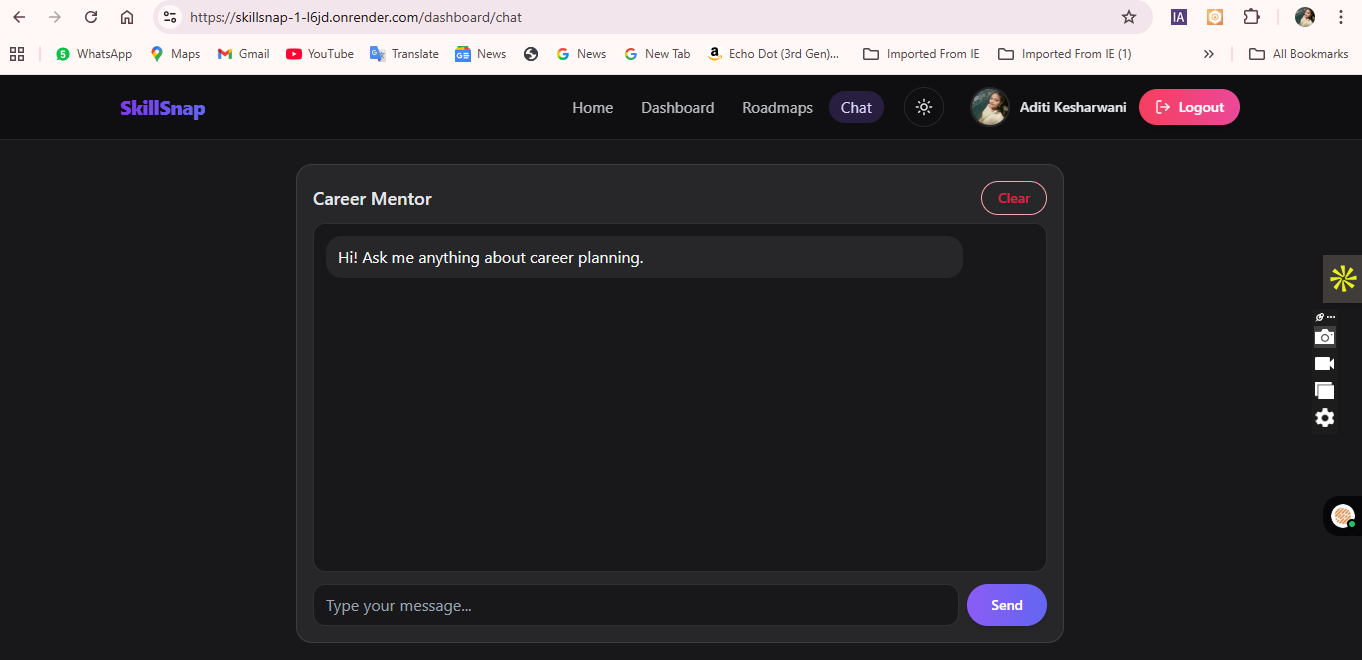 https://skillsnap-1-l6jd.onrender.com/dashboard/chat
IA
WhatsApp Maps Gmail YouTube Translate News News New Tab Echo Dot (3rd Gen)... Imported From IE Imported From IE (1) » All Bookmarks
SkillSnap Home Dashboard Roadmaps Chat Aditi Kesharwani Logout
Career Mentor Clear
Hi! Ask me anything about career planning.
Type your message... Send